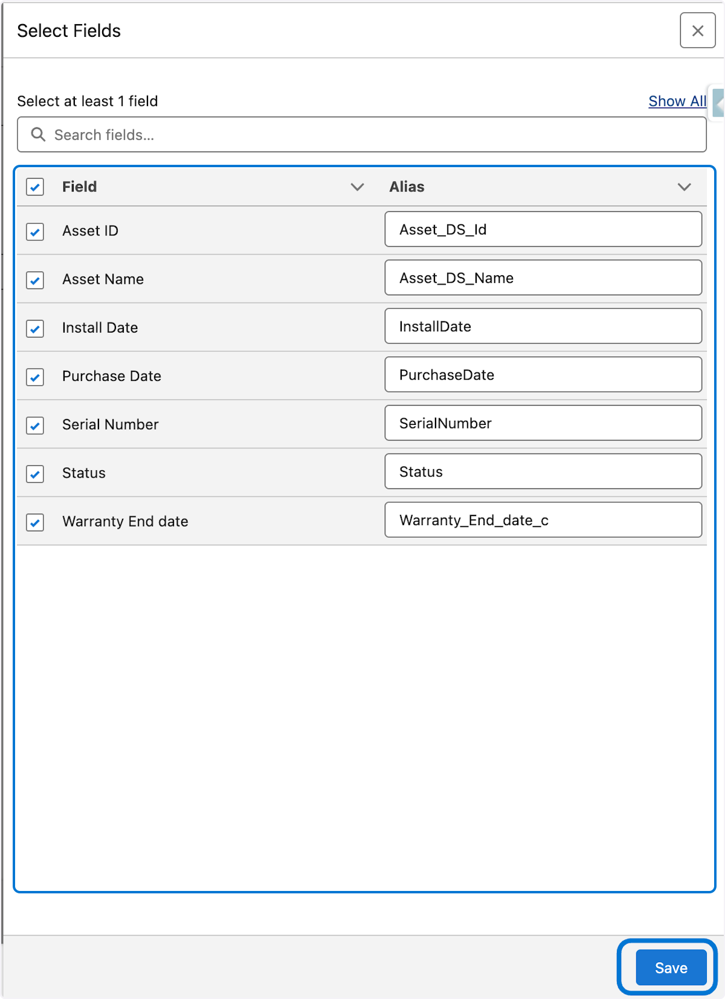 Select Fields
Select at least 1 field Show All
Search fields...
Field Alias
Asset ID Asset_DS_Id
Asset Name Asset_DS_Name
Install Date InstallDate
Purchase Date PurchaseDate
Serial Number SerialNumber
Status Status
Warranty End date Warranty_End_date_c
Save